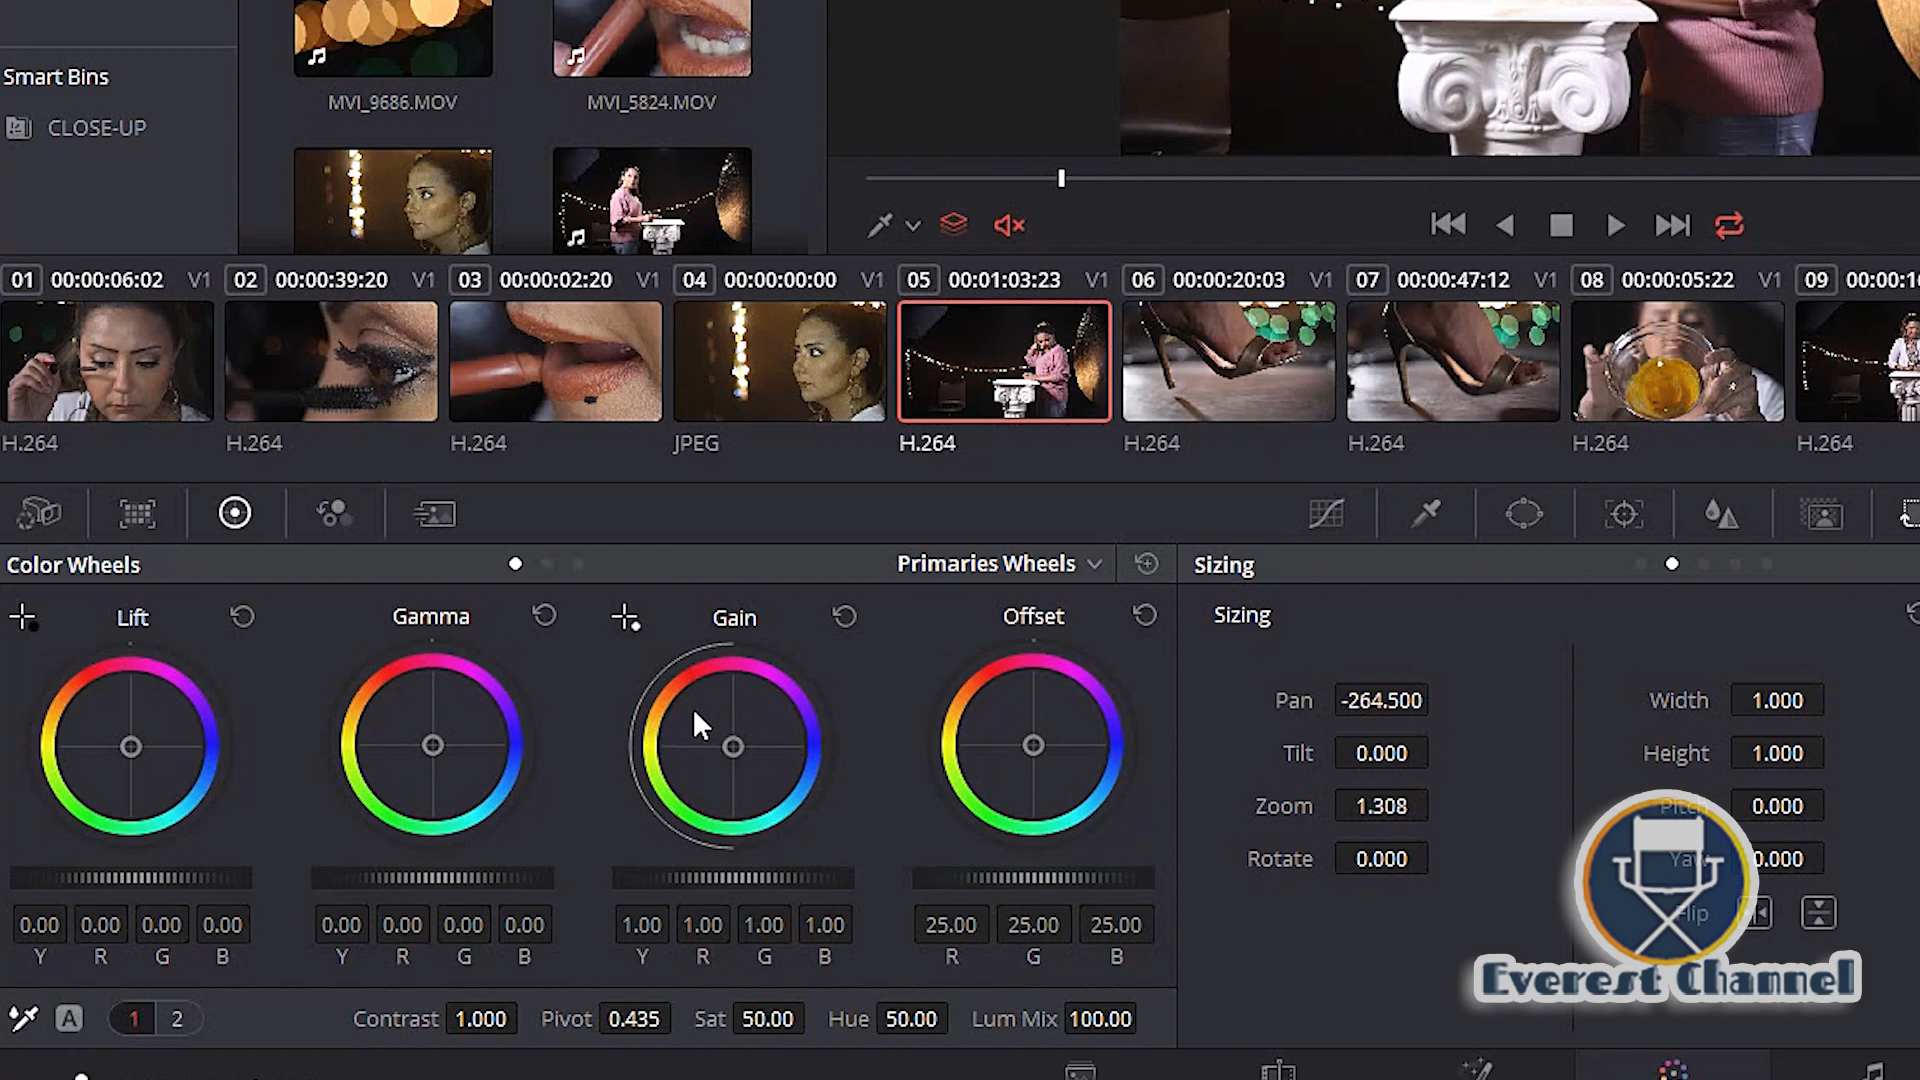 Smart Bins
CLOSE-UP
MVI_9686.MOV
MVI_5824.MOV
01 00:00:06:02 V1
02 00:00:39:20 V1
03 00:00:02:20 V1
04 00:00:00:00 V1
05 00:01:03:23 V1
06 00:00:20:03 V1
07 00:00:47:12 V1
08 00:00:05:22 V1
09
H.264
H.264
H.264
JPEG
H.264
H.264
H.264
H.264
H.264
Color Wheels
Primaries Wheels
Sizing
Lift
Gamma
Gain
Offset
Sizing
Pan -264.500
Width 1.000
Tilt 0.000
Height 1.000
Zoom 1.308
Pitch 0.000
Rotate 0.000
Yaw 0.000
Flip
0.00 0.00 0.00 0.00
Y R G B
0.00 0.00 0.00 0.00
Y R G B
1.00 1.00 1.00 1.00
Y R G B
25.00 25.00 25.00
R G B
A
1 2
Contrast 1.000 Pivot 0.435 Sat 50.00 Hue 50.00 Lum Mix 100.00
Everest Channel